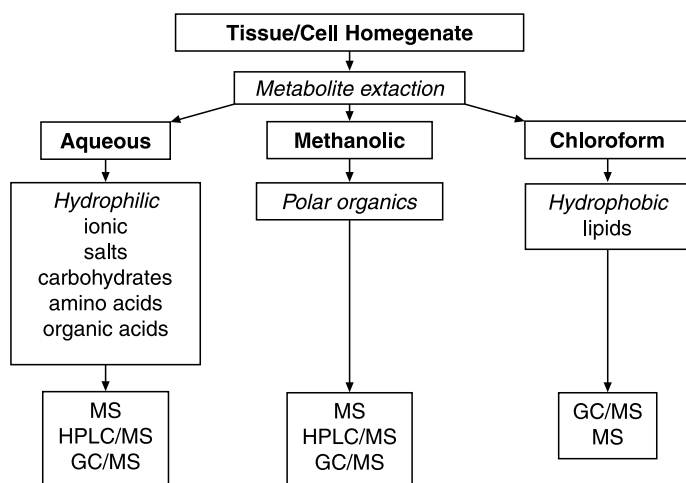 Tissue/Cell Homegenate
Metabolite extaction
Aqueous
Methanolic
Chloroform
Hydrophilic
ionic
salts
carbohydrates
amino acids
organic acids
Polar organics
Hydrophobic
lipids
MS
HPLC/MS
GC/MS
MS
HPLC/MS
GC/MS
GC/MS
MS